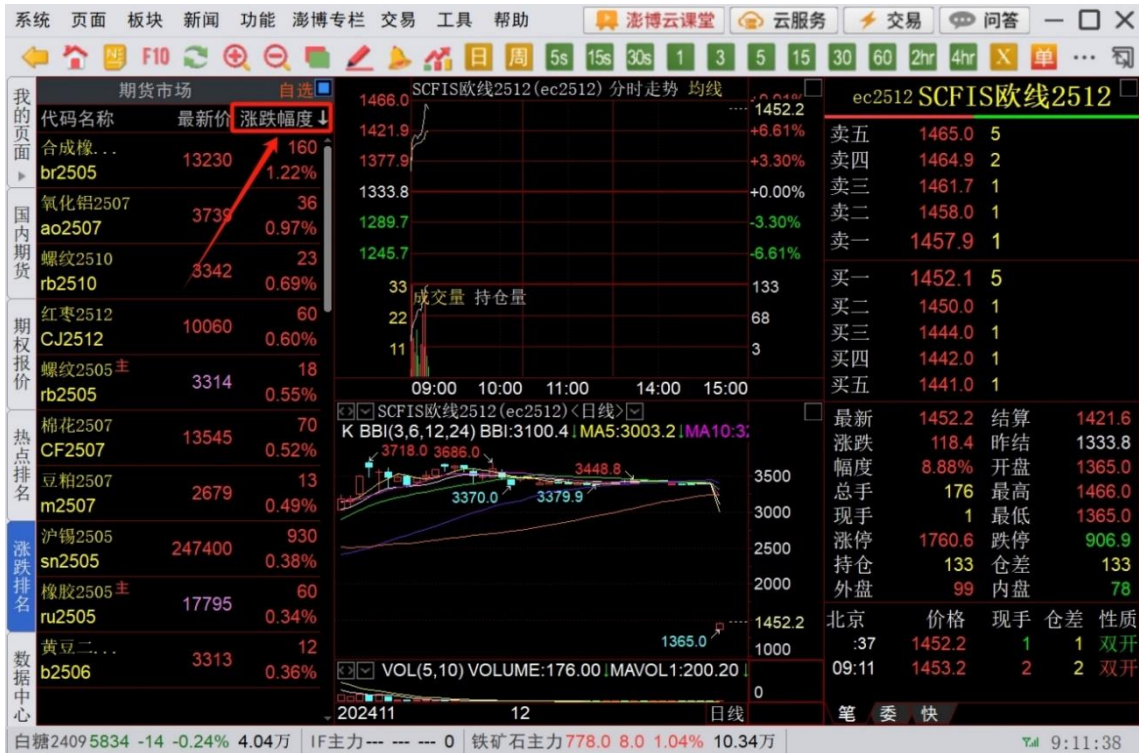 系统 页面 板块 新闻 功能 澎博专栏 交易 工具 帮助 澎博云课堂 云服务 交易 问答
NE F10 日 周 5s 15s 30s 1 3 5 15 30 60 2hr 4hr X 单 ...
我的页面
国内期货
期权报价
热点排名
涨跌排名
数据中心
期货市场 自选
代码名称 最新价 涨跌幅度↓
合成橡... 160
br2505 13230 1.22%
氧化铝2507 36
ao2507 3739 0.97%
螺纹2510 23
rb2510 3342 0.69%
红枣2512 60
CJ2512 10060 0.60%
螺纹2505主 18
rb2505 3314 0.55%
棉花2507 70
CF2507 13545 0.52%
豆粕2507 13
m2507 2679 0.49%
沪锡2505 930
sn2505 247400 0.38%
橡胶2505主 60
ru2505 17795 0.34%
黄豆二... 12
b2506 3313 0.36%
SCFIS欧线2512(ec2512) 分时走势 均线
1466.0 1452.2
1421.9 +6.61%
1377.9 +3.30%
1333.8 +0.00%
1289.7 -3.30%
1245.7 -6.61%
成交量 持仓量
33 133
22 68
11 3
09:00 10:00 11:00 14:00 15:00
SCFIS欧线2512(ec2512)<日线>
K BBI(3,6,12,24) BBI:3100.4↓MA5:3003.2↓MA10:
3718.0 3686.0 3448.8
3370.0 3379.9
3500
3000
2500
2000
1452.2
1365.0
1000
VOL(5,10) VOLUME:176.00↓MAVOL1:200.20↓
0
202411 12 日线
ec2512 SCFIS欧线2512
卖五 1465.0 5
卖四 1464.9 2
卖三 1461.7 1
卖二 1458.0 1
卖一 1457.9 1
买一 1452.1 5
买二 1450.0 1
买三 1444.0 1
买四 1442.0 1
买五 1441.0 1
最新 1452.2 结算 1421.6
涨跌 118.4 昨结 1333.8
幅度 8.88% 开盘 1365.0
总手 176 最高 1466.0
现手 1 最低 1365.0
涨停 1760.6 跌停 906.9
持仓 133 仓差 133
外盘 99 内盘 78
北京 价格 现手 仓差 性质
:37 1452.2 1 1 双开
09:11 1453.2 2 2 双开
笔 委 快
白糖2409 5834 -14 -0.24% 4.04万 IF主力--- --- --- 0 铁矿石主力778.0 8.0 1.04% 10.34万 9:11:38